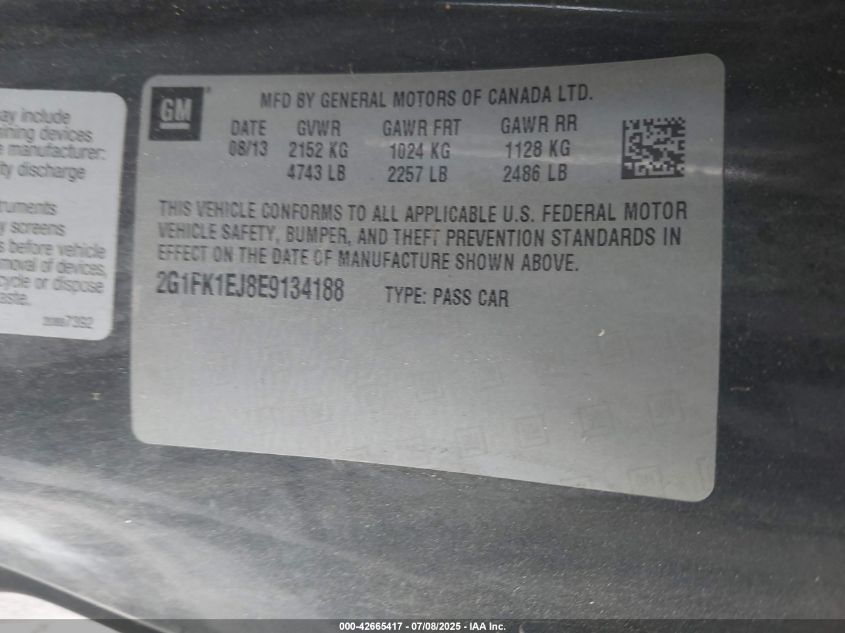 ay include
ining devices
manufacturer.
ty discharge
truments
y screens
s before vehicle
moval of devices,
cycle or dispose
aste.
7392
GM
MFD BY GENERAL MOTORS OF CANADA LTD.
DATE GVWR GAWR FRT GAWR RR
08/13 2152 KG 1024 KG 1128 KG
4743 LB 2257 LB 2486 LB
THIS VEHICLE CONFORMS TO ALL APPLICABLE U.S. FEDERAL MOTOR
VEHICLE SAFETY, BUMPER, AND THEFT PREVENTION STANDARDS IN
EFFECT ON THE DATE OF MANUFACTURE SHOWN ABOVE.
2G1FK1EJ8E9134188 TYPE: PASS CAR
000-42665417 - 07/08/2025 - IAA Inc.